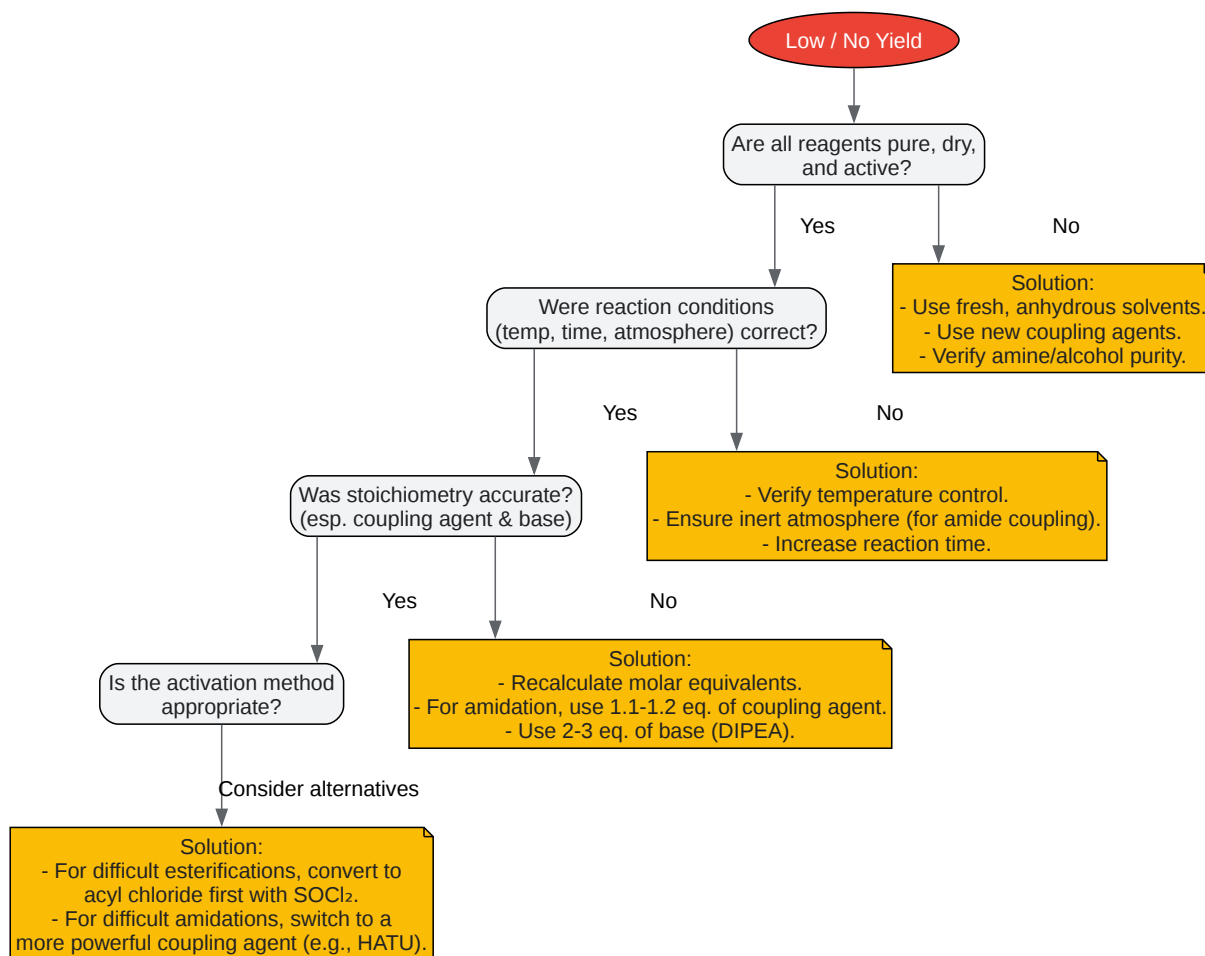 Low / No Yield
Are all reagents pure, dry,
and active?
Yes
No
Solution:
- Use fresh, anhydrous solvents.
- Use new coupling agents.
- Verify amine/alcohol purity.
Were reaction conditions
(temp, time, atmosphere) correct?
Yes
No
Solution:
- Verify temperature control.
- Ensure inert atmosphere (for amide coupling).
- Increase reaction time.
Was stoichiometry accurate?
(esp. coupling agent & base)
Yes
No
Solution:
- Recalculate molar equivalents.
- For amidation, use 1.1-1.2 eq. of coupling agent.
- Use 2-3 eq. of base (DIPEA).
Is the activation method
appropriate?
Consider alternatives
Solution:
- For difficult esterifications, convert to
acyl chloride first with SOCl₂.
- For difficult amidations, switch to a
more powerful coupling agent (e.g., HATU).